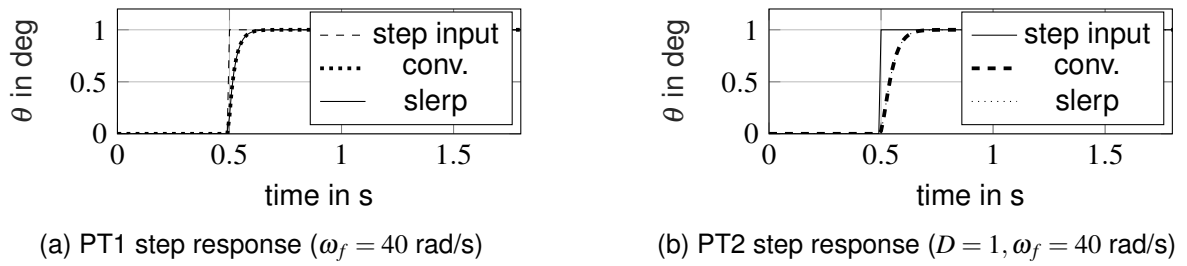 θ in deg
1
0.5
0
step input
conv.
slerp
0 0.5 1 1.5
time in s
(a) PT1 step response (ω_f = 40 rad/s)
θ in deg
1
0.5
0
step input
conv.
slerp
0 0.5 1 1.5
time in s
(b) PT2 step response (D = 1, ω_f = 40 rad/s)